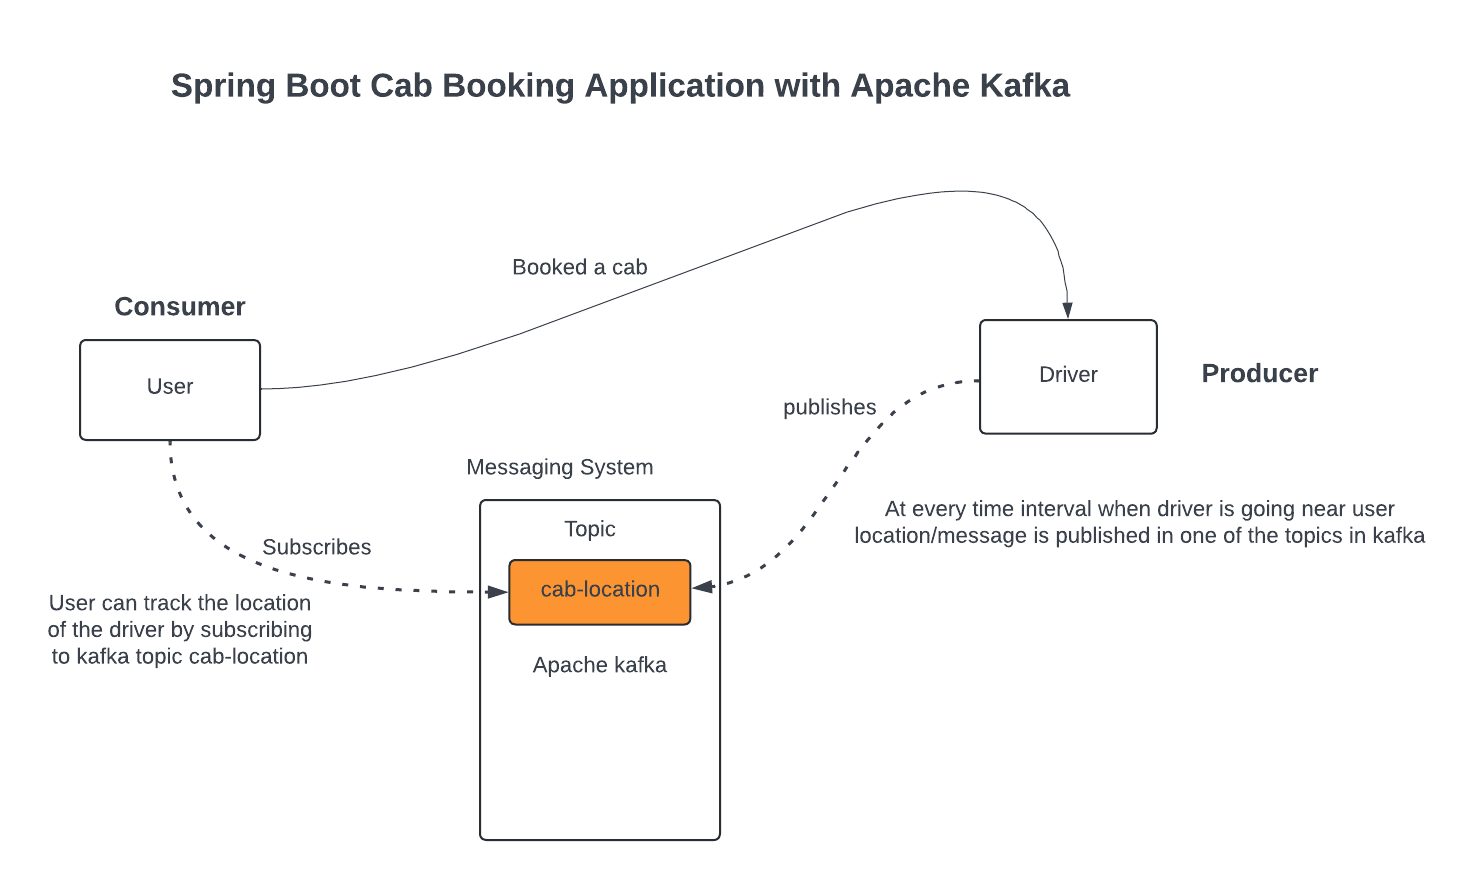 Spring Boot Cab Booking Application with Apache Kafka
Booked a cab
Consumer
User
Driver
Producer
publishes
Messaging System
At every time interval when driver is going near user
location/message is published in one of the topics in kafka
Topic
Subscribes
cab-location
User can track the location
of the driver by subscribing
to kafka topic cab-location
Apache kafka